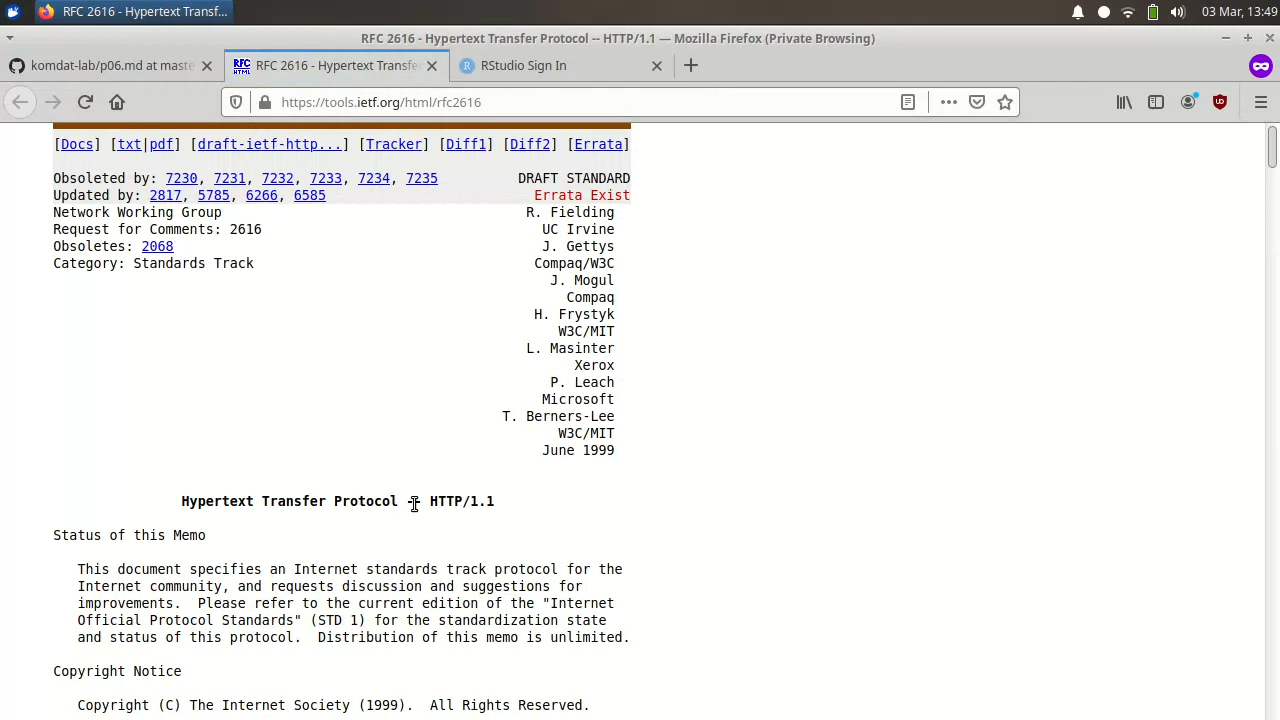 RFC 2616 - Hypertext Transf... 03 Mar, 13:49
RFC 2616 - Hypertext Transfer Protocol -- HTTP/1.1 — Mozilla Firefox (Private Browsing)
komdat-lab/p06.md at maste RFC HTML RFC 2616 - Hypertext Transfe R RStudio Sign In
https://tools.ietf.org/html/rfc2616
[Docs] [txt|pdf] [draft-ietf-http...] [Tracker] [Diff1] [Diff2] [Errata]
Obsoleted by: 7230, 7231, 7232, 7233, 7234, 7235 DRAFT STANDARD
Updated by: 2817, 5785, 6266, 6585 Errata Exist
Network Working Group R. Fielding
Request for Comments: 2616 UC Irvine
Obsoletes: 2068 J. Gettys
Category: Standards Track Compaq/W3C
J. Mogul
Compaq
H. Frystyk
W3C/MIT
L. Masinter
Xerox
P. Leach
Microsoft
T. Berners-Lee
W3C/MIT
June 1999
Hypertext Transfer Protocol -- HTTP/1.1
Status of this Memo
This document specifies an Internet standards track protocol for the
Internet community, and requests discussion and suggestions for
improvements. Please refer to the current edition of the "Internet
Official Protocol Standards" (STD 1) for the standardization state
and status of this protocol. Distribution of this memo is unlimited.
Copyright Notice
Copyright (C) The Internet Society (1999). All Rights Reserved.